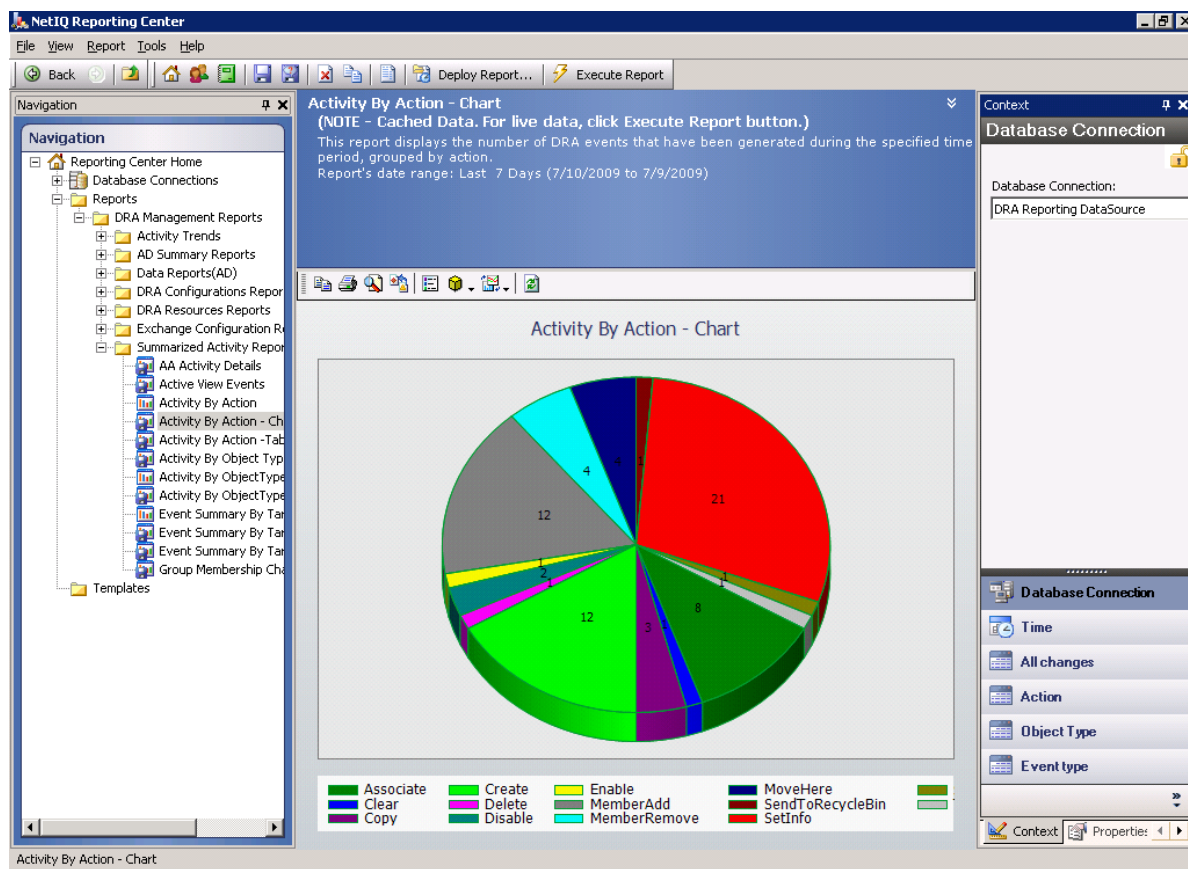 NetIQ Reporting Center
File View Report Tools Help
Back
Deploy Report...
Execute Report
Navigation
Navigation
Reporting Center Home
Database Connections
Reports
DRA Management Reports
Activity Trends
AD Summary Reports
Data Reports(AD)
DRA Configurations Repor
DRA Resources Reports
Exchange Configuration R
Summarized Activity Repor
AA Activity Details
Active View Events
Activity By Action
Activity By Action - Ch
Activity By Action -Tab
Activity By Object Typ
Activity By ObjectType
Activity By ObjectType
Event Summary By Tar
Event Summary By Tar
Event Summary By Tar
Group Membership Cha
Templates
Activity By Action - Chart
(NOTE - Cached Data. For live data, click Execute Report button.)
This report displays the number of DRA events that have been generated during the specified time
period, grouped by action.
Report's date range: Last 7 Days (7/10/2009 to 7/9/2009)
Activity By Action - Chart
4
4
1
21
12
1
2
1
1
1
12
3
8
Associate
Create
Enable
MoveHere
Clear
Delete
MemberAdd
SendToRecycleBin
Copy
Disable
MemberRemove
SetInfo
Context
Database Connection
Database Connection:
DRA Reporting DataSource
Database Connection
Time
All changes
Action
Object Type
Event type
Context
Properties
Activity By Action - Chart